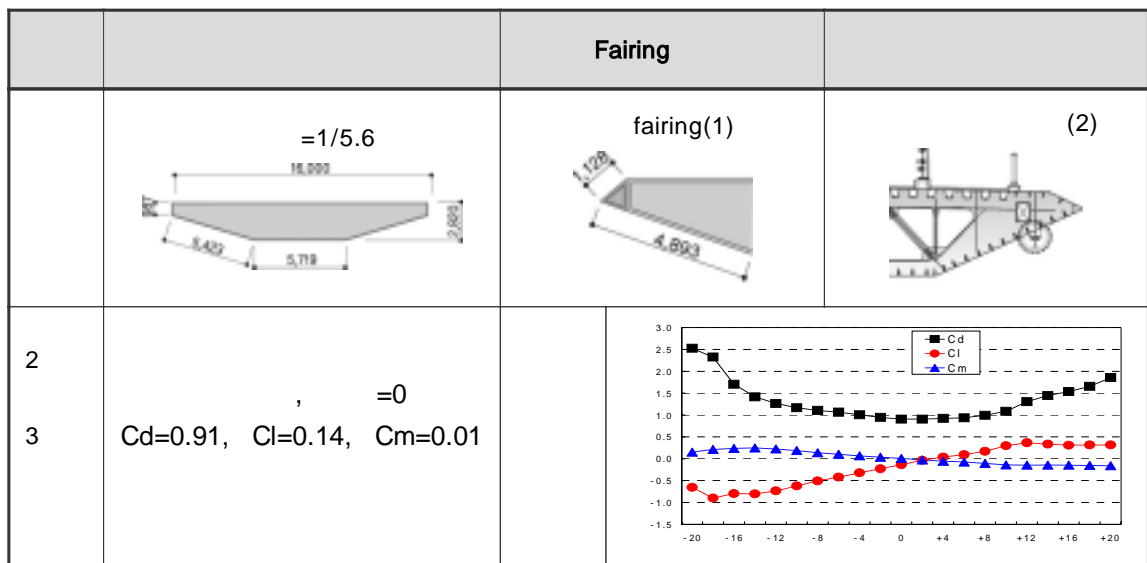 Fairing
=1/5.6
16,000
5,423
5,719
fairing(1)
1,128
4,893
(2)
2
3
, =0
Cd=0.91, Cl=0.14, Cm=0.01
3.0
2.5
2.0
1.5
1.0
0.5
0.0
-0.5
-1.0
-1.5
Cd
Cl
Cm
-20 -16 -12 -8 -4 0 +4 +8 +12 +16 +20